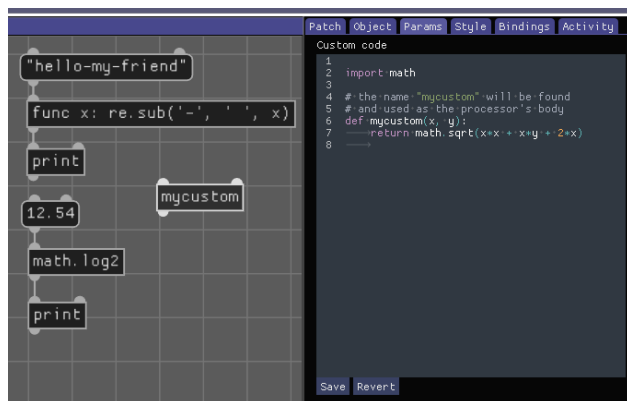 Patch Object Params Style Bindings Activity
Custom code
"hello-my-friend"
func x: re.sub('-', ' ', x)
print
mycustom
12.54
math.log2
print
1
2 import math
3
4 # the name "mycustom" will be found
5 # and used as the processor's body
6 def mycustom(x, y):
7 return math.sqrt(x*x + x*y + 2*x)
8
Save Revert